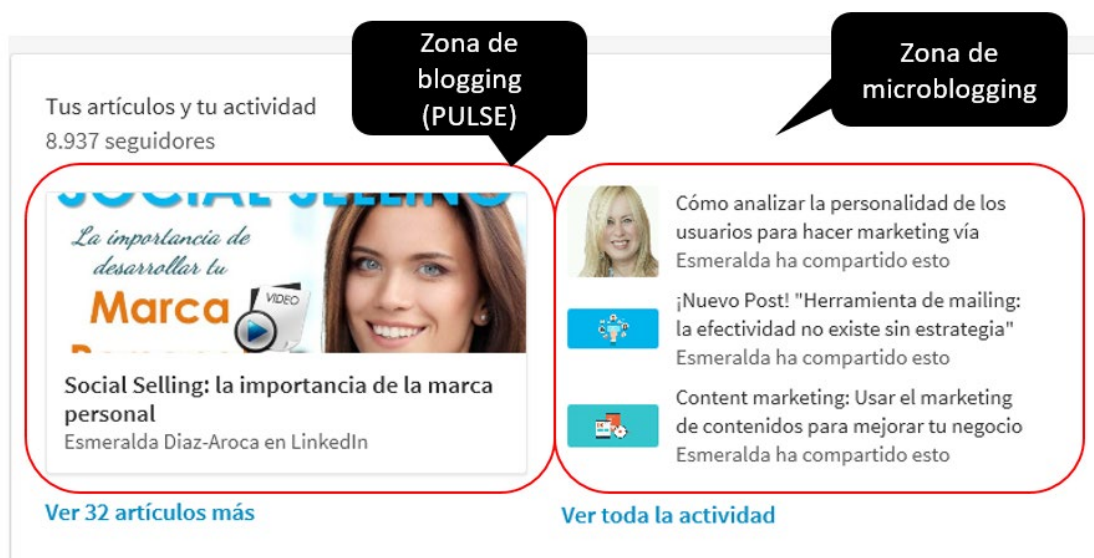 Zona de
blogging
(PULSE)
Zona de
microblogging
Tus artículos y tu actividad
8.937 seguidores
SOCIAL SELLING
La importancia de
desarrollar tu
Marca
VIDEO
Social Selling: la importancia de la marca
personal
Esmeralda Diaz-Aroca en LinkedIn
Ver 32 artículos más
Cómo analizar la personalidad de los
usuarios para hacer marketing vía
Esmeralda ha compartido esto
¡Nuevo Post! "Herramienta de mailing:
la efectividad no existe sin estrategia"
Esmeralda ha compartido esto
Content marketing: Usar el marketing
de contenidos para mejorar tu negocio
Esmeralda ha compartido esto
Ver toda la actividad